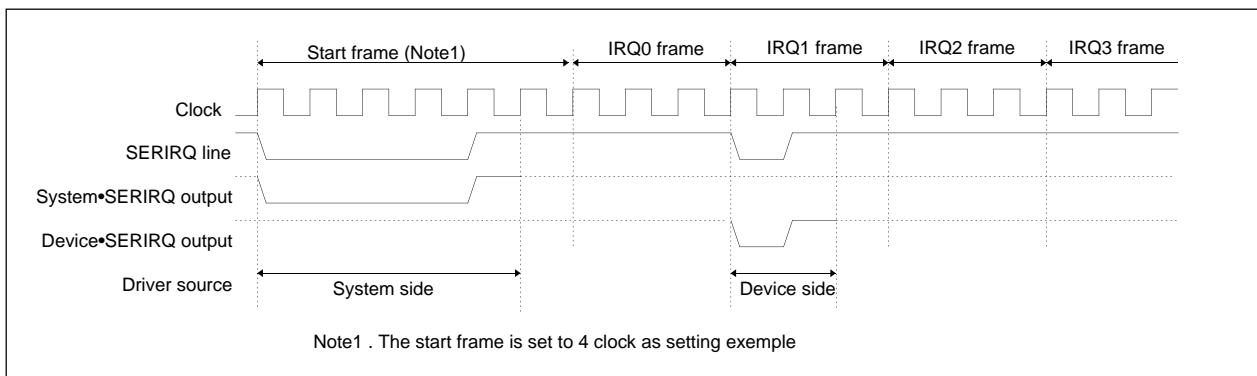 Start frame (Note1)
IRQ0 frame
IRQ1 frame
IRQ2 frame
IRQ3 frame
Clock
SERIRQ line
System•SERIRQ output
Device•SERIRQ output
Driver source
System side
Device side
Note1 . The start frame is set to 4 clock as setting exemple